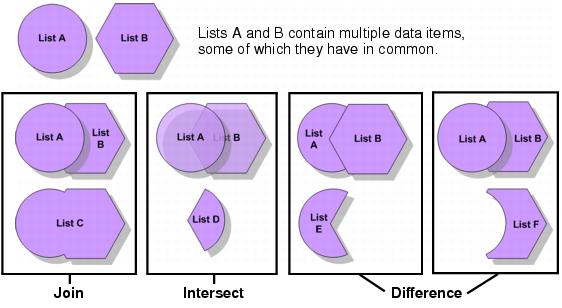 List A
List B
Lists A and B contain multiple data items,
some of which they have in common.
List A
List
B
List C
Join
List A
List B
List D
Intersect
List
A
List B
List
E
List A
List B
List F
Difference